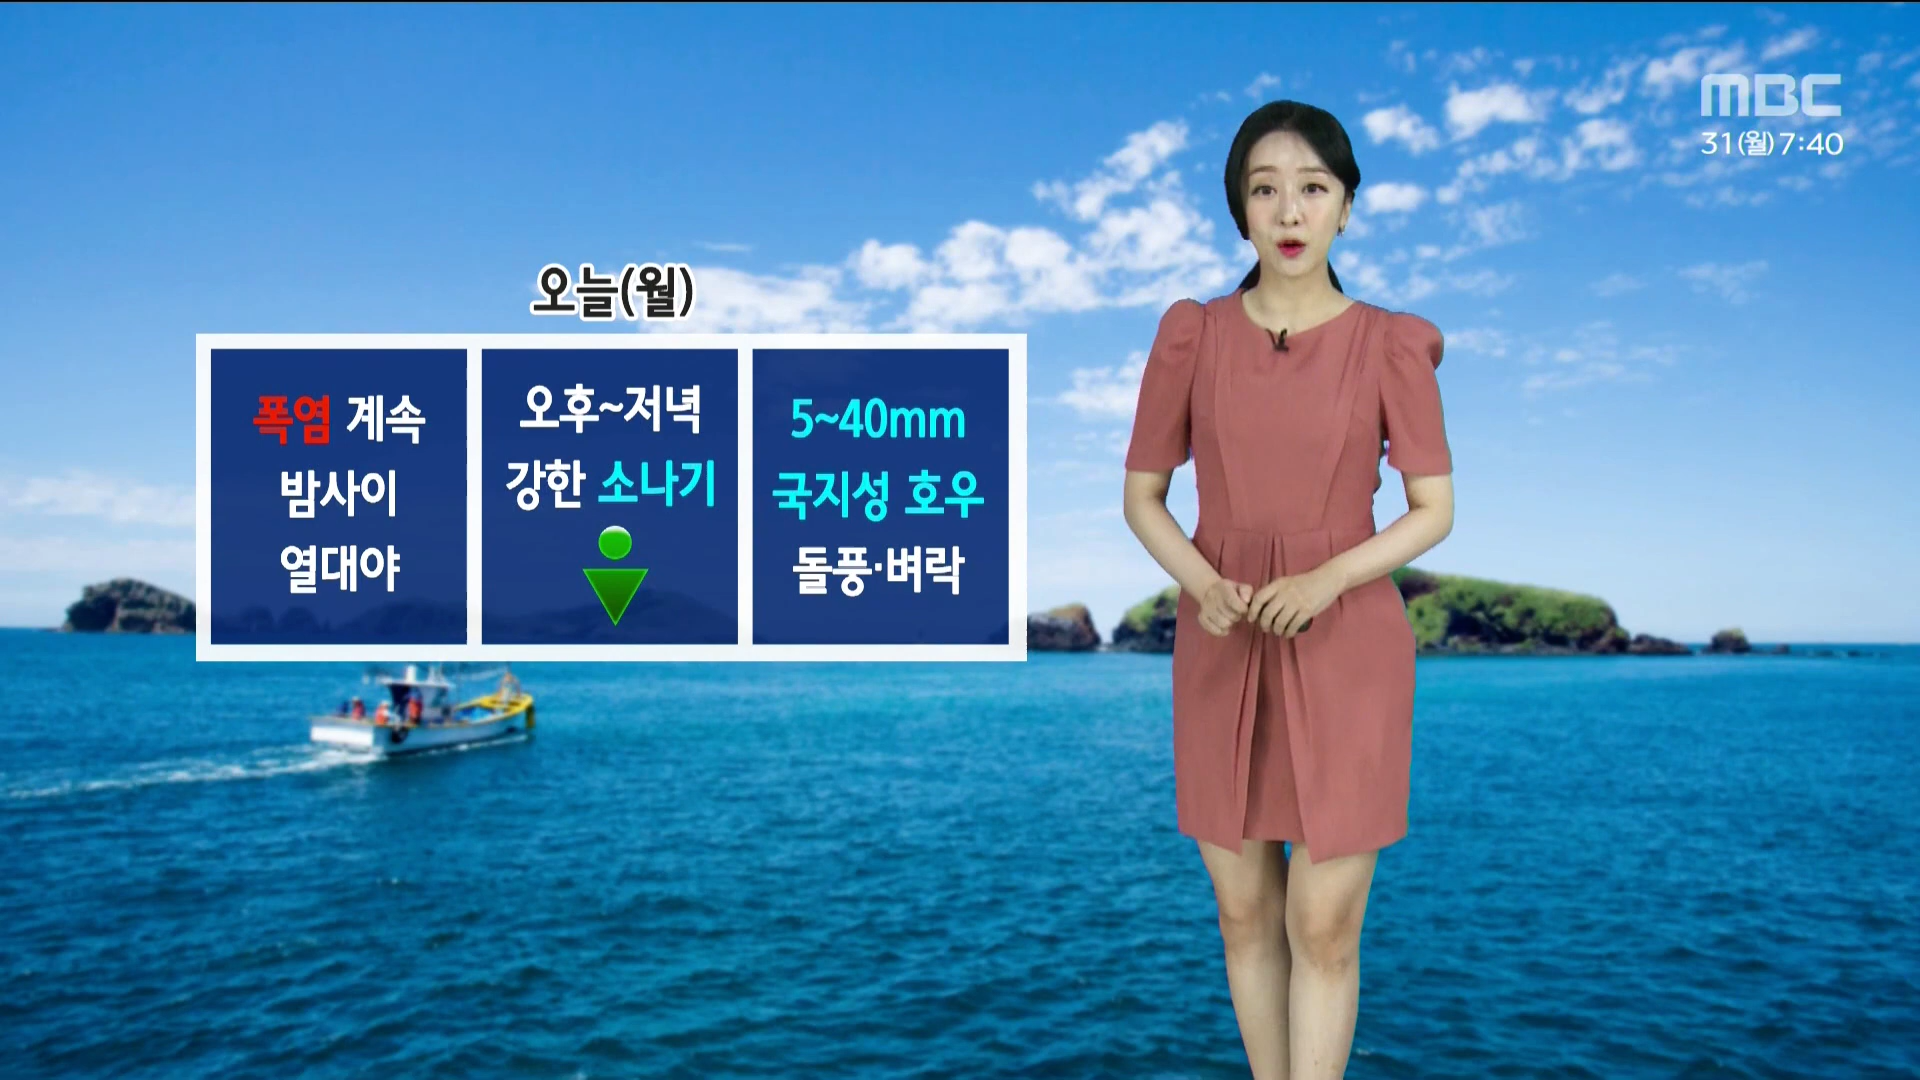 MBC
31(월) 7:40
오늘(월)
폭염 계속
밤사이
열대야
오후~저녁
강한 소나기
5~40mm
국지성 호우
돌풍·벼락